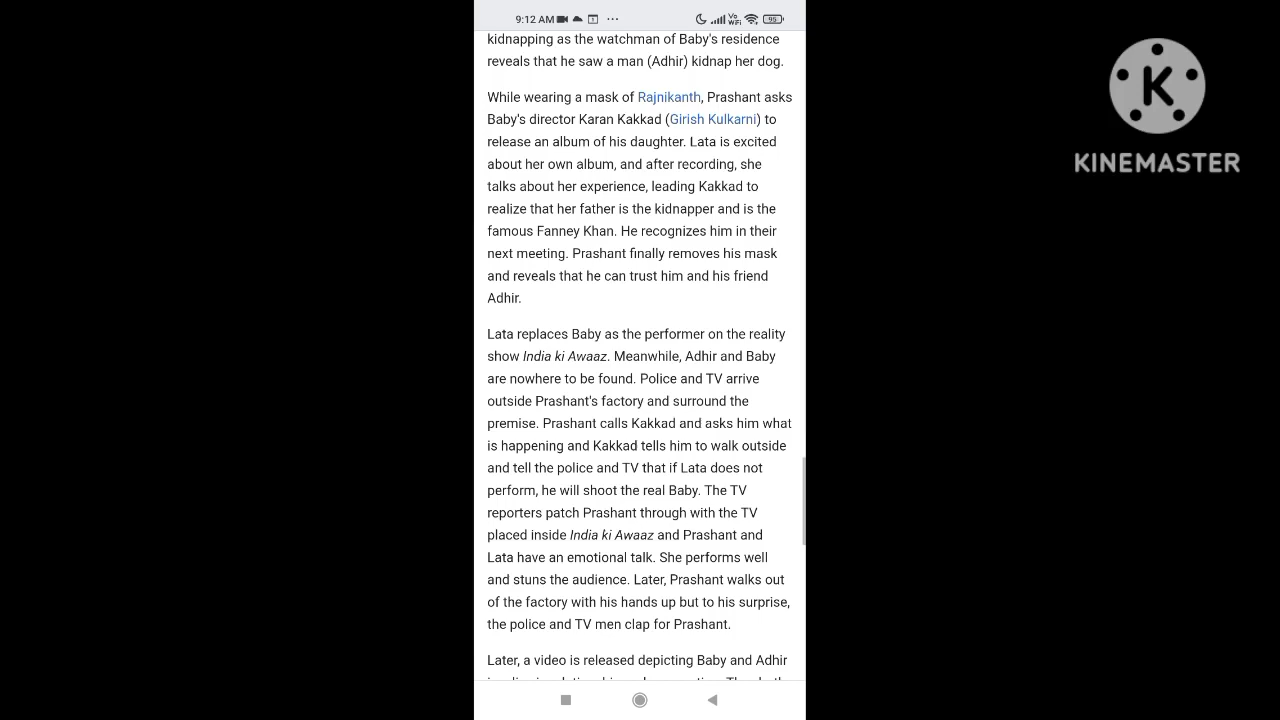 9:12 AM
Vo
WiFi
95
kidnapping as the watchman of Baby's residence
reveals that he saw a man (Adhir) kidnap her dog.
While wearing a mask of Rajnikanth, Prashant asks
Baby's director Karan Kakkad (Girish Kulkarni) to
release an album of his daughter. Lata is excited
about her own album, and after recording, she
talks about her experience, leading Kakkad to
realize that her father is the kidnapper and is the
famous Fanney Khan. He recognizes him in their
next meeting. Prashant finally removes his mask
and reveals that he can trust him and his friend
Adhir.
Lata replaces Baby as the performer on the reality
show India ki Awaaz. Meanwhile, Adhir and Baby
are nowhere to be found. Police and TV arrive
outside Prashant's factory and surround the
premise. Prashant calls Kakkad and asks him what
is happening and Kakkad tells him to walk outside
and tell the police and TV that if Lata does not
perform, he will shoot the real Baby. The TV
reporters patch Prashant through with the TV
placed inside India ki Awaaz and Prashant and
Lata have an emotional talk. She performs well
and stuns the audience. Later, Prashant walks out
of the factory with his hands up but to his surprise,
the police and TV men clap for Prashant.
Later, a video is released depicting Baby and Adhir
K
KINEMASTER